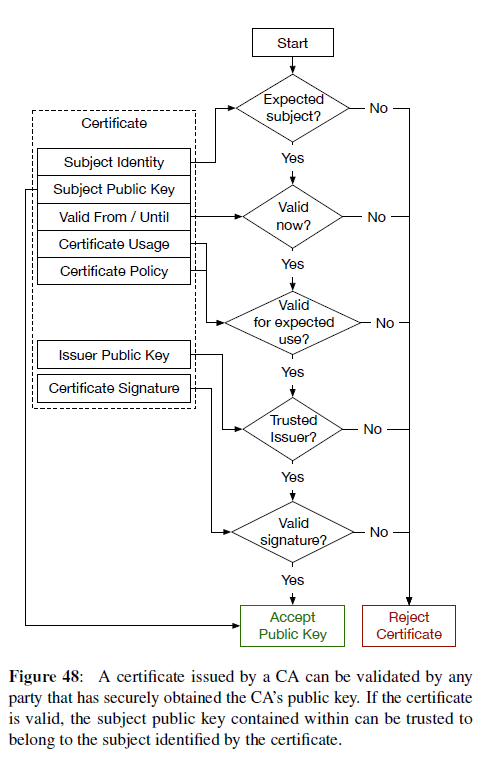 Start
Expected
subject?
No
Certificate
Subject Identity
Yes
Subject Public Key
Valid From / Until
Valid
now?
No
Certificate Usage
Yes
Certificate Policy
Valid
for expected
use?
No
Issuer Public Key
Yes
Certificate Signature
Trusted
Issuer?
No
Yes
Valid
signature?
No
Yes
Accept
Public Key
Reject
Certificate
Figure 48: A certificate issued by a CA can be validated by any
party that has securely obtained the CA's public key. If the certificate
is valid, the subject public key contained within can be trusted to
belong to the subject identified by the certificate.